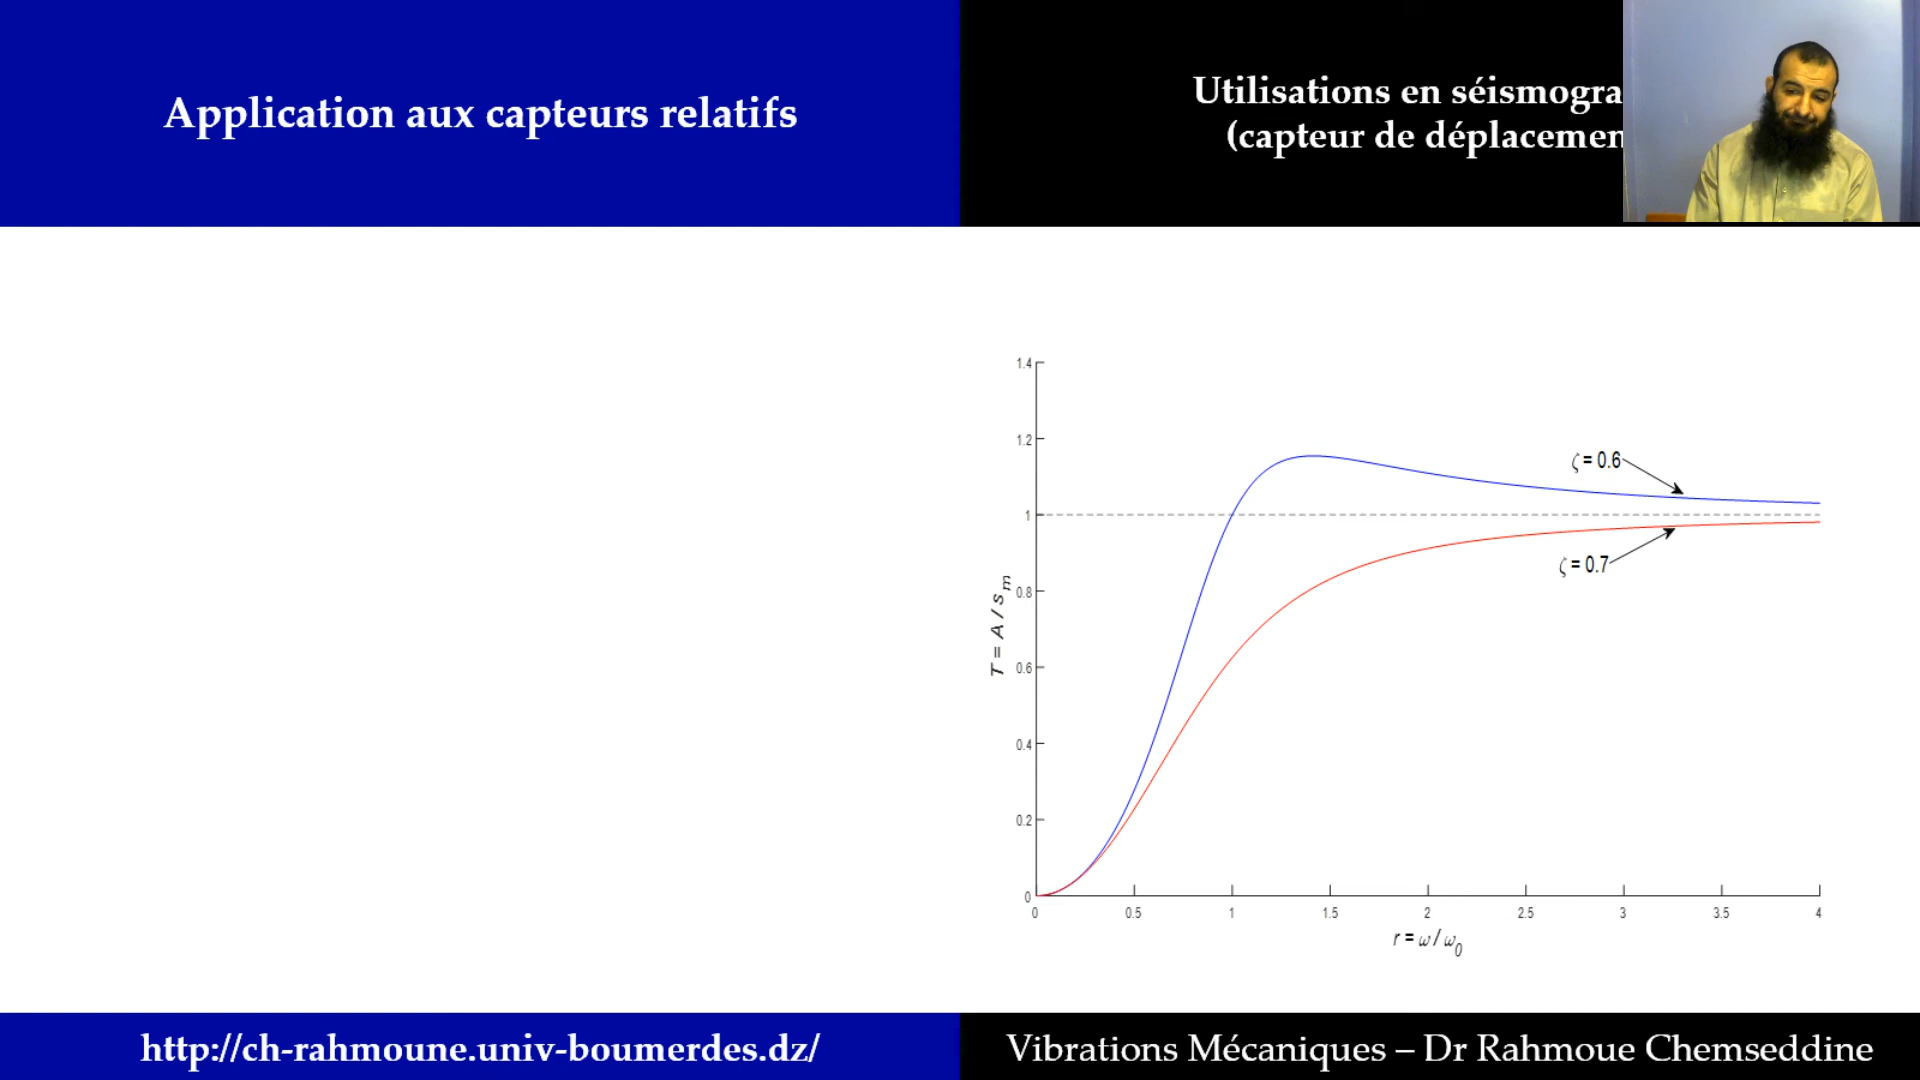 Application aux capteurs relatifs
Utilisations en séismogra
(capteur de déplacemen
1.4
1.2
1
0.8
0.6
0.4
0.2
0
T = A / s_m
ζ = 0.6
ζ = 0.7
0 0.5 1 1.5 2 2.5 3 3.5 4
r = ω / ω_0
http://ch-rahmoune.univ-boumerdes.dz/
Vibrations Mécaniques – Dr Rahmoue Chemseddine